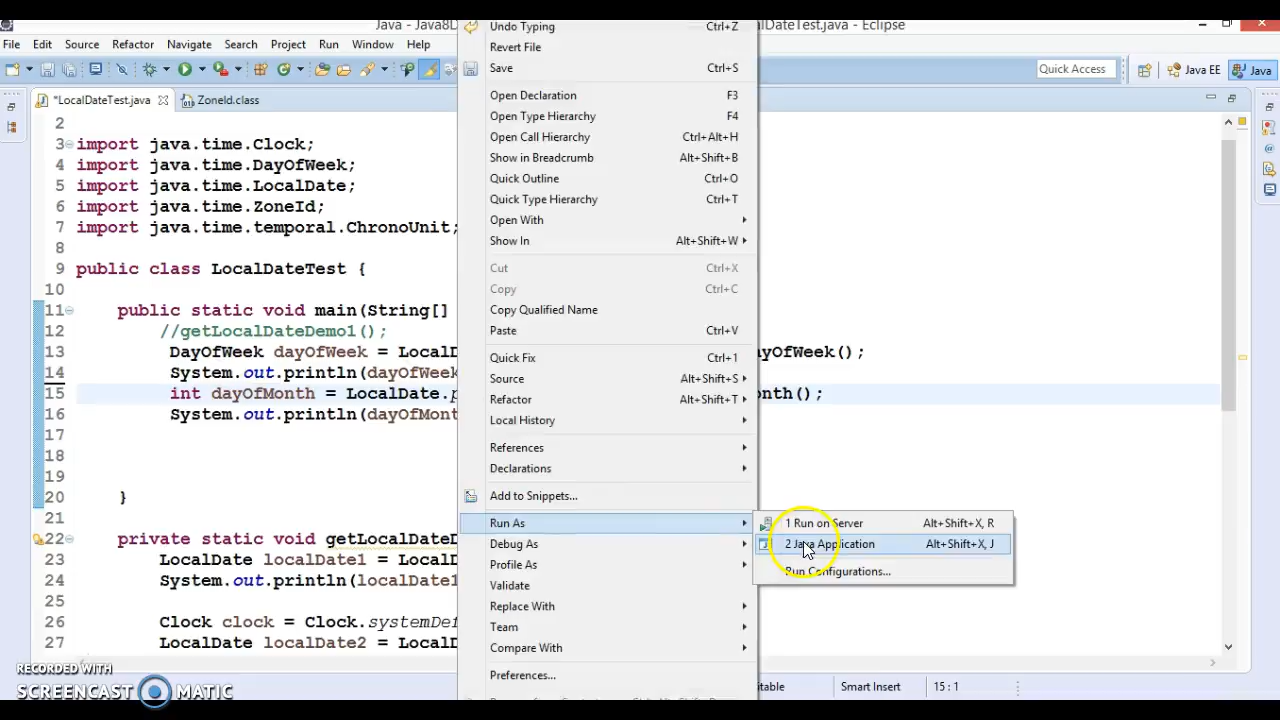 Java - Java8D
lDateTest.java - Eclipse
File Edit Source Refactor Navigate Search Project Run Window Help
Quick Access
Java EE
Java
*LocalDateTest.java
ZoneId.class
2
3 import java.time.Clock;
4 import java.time.DayOfWeek;
5 import java.time.LocalDate;
6 import java.time.ZoneId;
7 import java.time.temporal.ChronoUnit;
8
9 public class LocalDateTest {
10
11 public static void main(String[]
12 //getLocalDateDemo1();
13 DayOfWeek dayOfWeek = LocalD yOfWeek();
14 System.out.println(dayOfWeek
15 int dayOfMonth = LocalDate. nth();
16 System.out.println(dayOfMont
17
18
19
20 }
21
22 private static void getLocalDateD
23 LocalDate localDate1 = LocalD
24 System.out.println(localDate1
25
26 Clock clock = Clock.systemDef
27 LocalDate localDate2 = LocalD
Undo Typing Ctrl+Z
Revert File
Save Ctrl+S
Open Declaration F3
Open Type Hierarchy F4
Open Call Hierarchy Ctrl+Alt+H
Show in Breadcrumb Alt+Shift+B
Quick Outline Ctrl+O
Quick Type Hierarchy Ctrl+T
Open With
Show In Alt+Shift+W
Cut Ctrl+X
Copy Ctrl+C
Copy Qualified Name
Paste Ctrl+V
Quick Fix Ctrl+1
Source Alt+Shift+S
Refactor Alt+Shift+T
Local History
References
Declarations
Add to Snippets...
Run As
Debug As
Profile As
Validate
Replace With
Team
Compare With
Preferences...
1 Run on Server Alt+Shift+X, R
2 Java Application Alt+Shift+X, J
Run Configurations...
itable
Smart Insert
15 : 1
RECORDED WITH
SCREENCAST MATIC